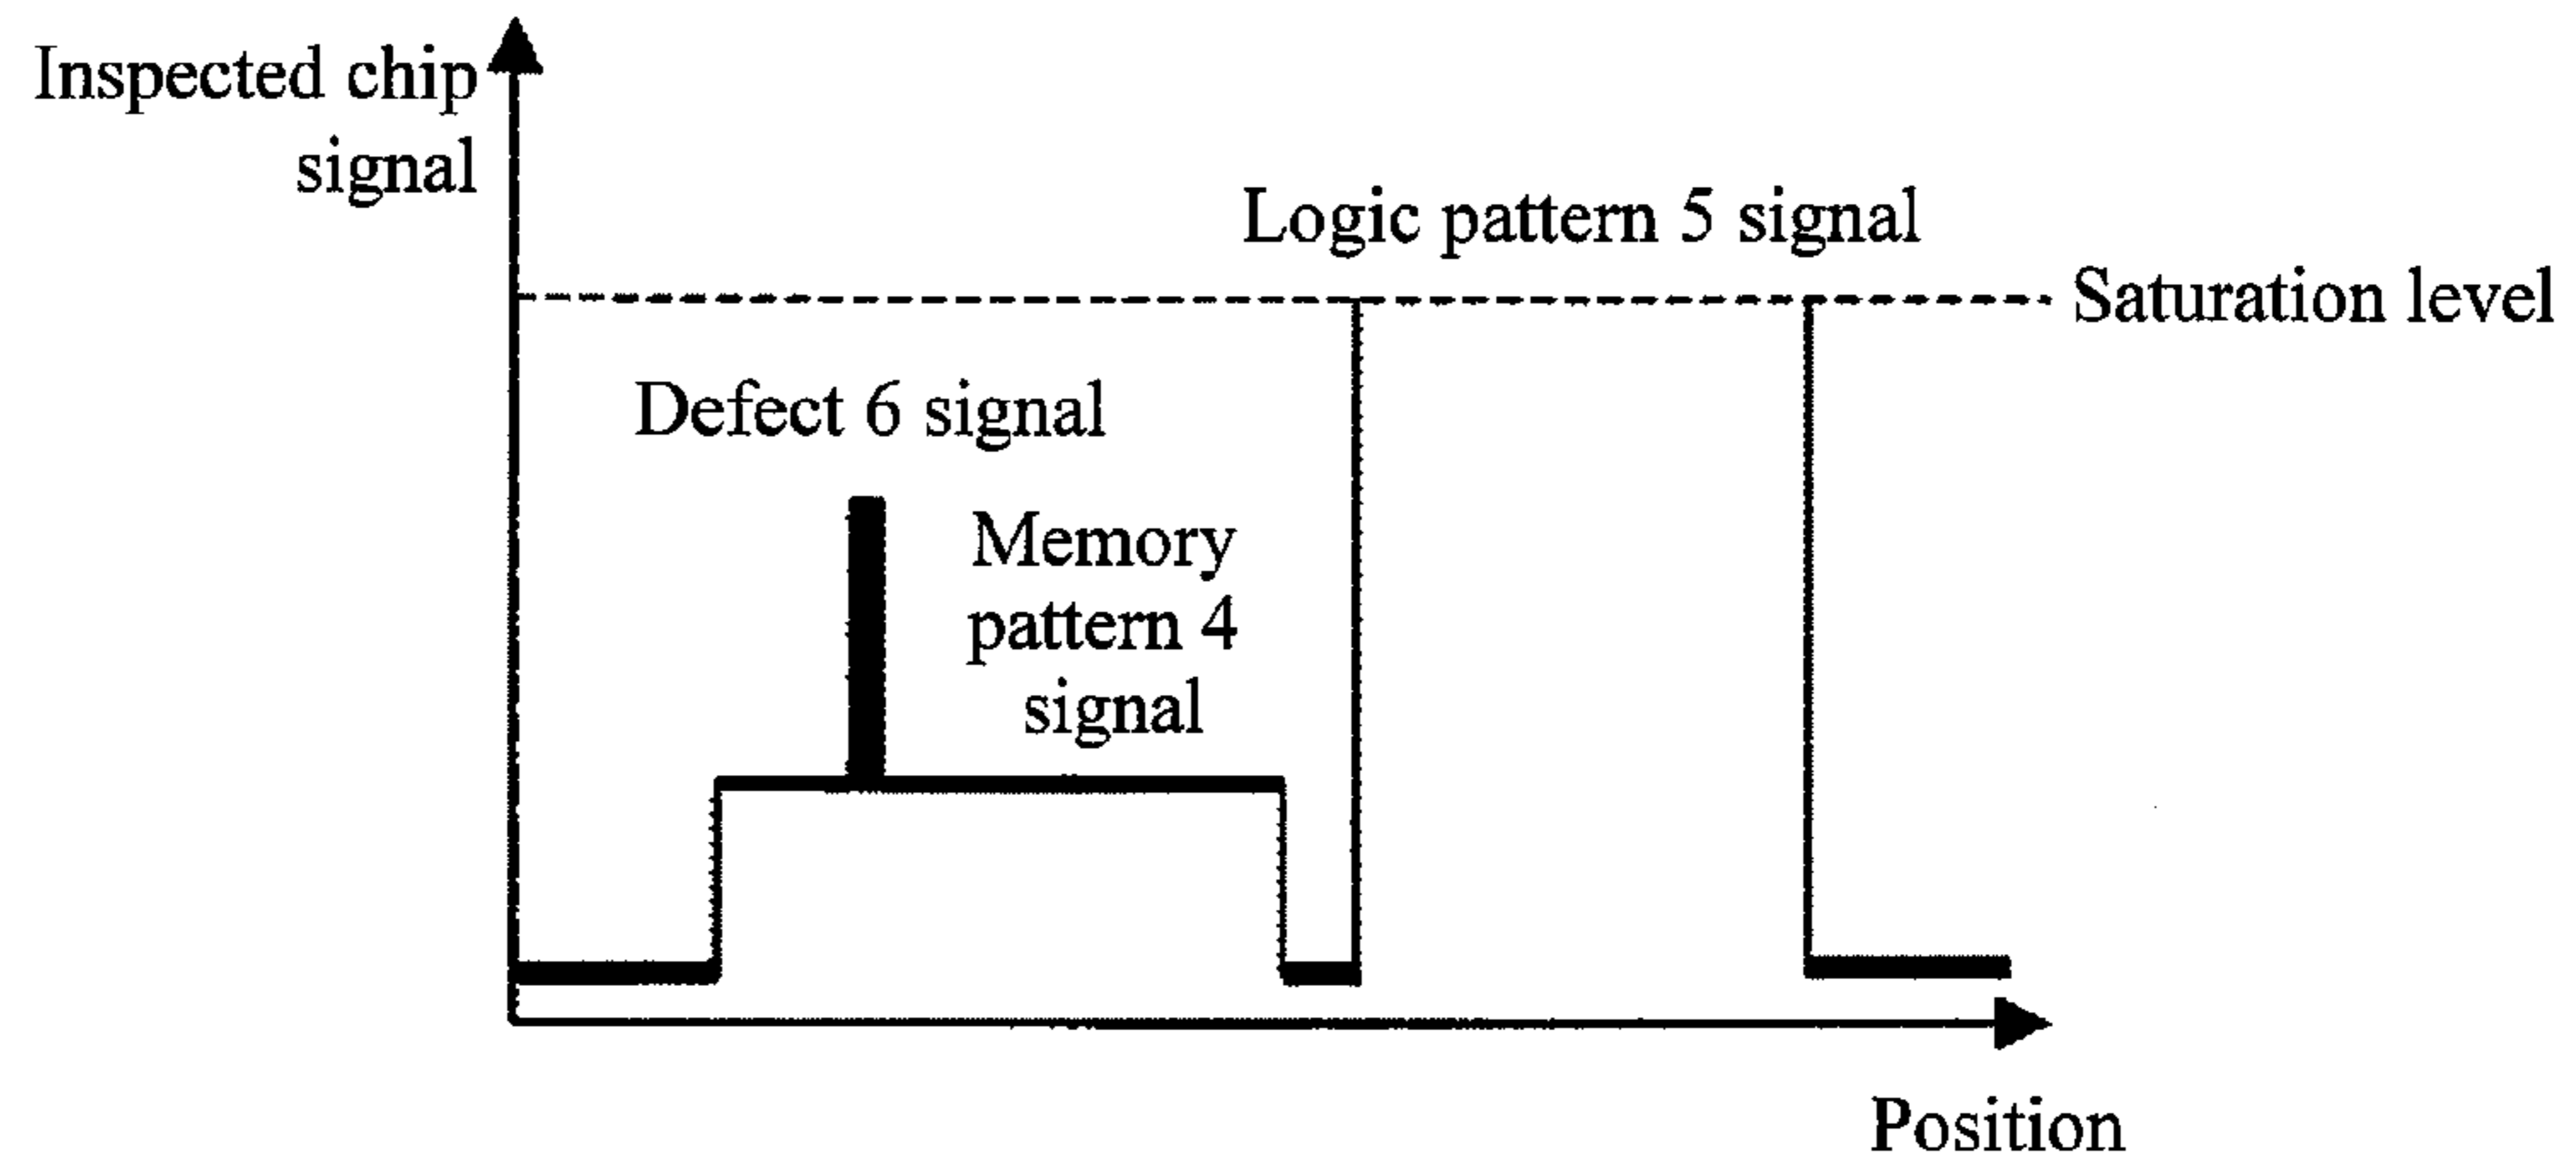 Inspected chip
signal
Logic pattern 5 signal
Saturation level
Defect 6 signal
Memory
pattern 4
signal
Position